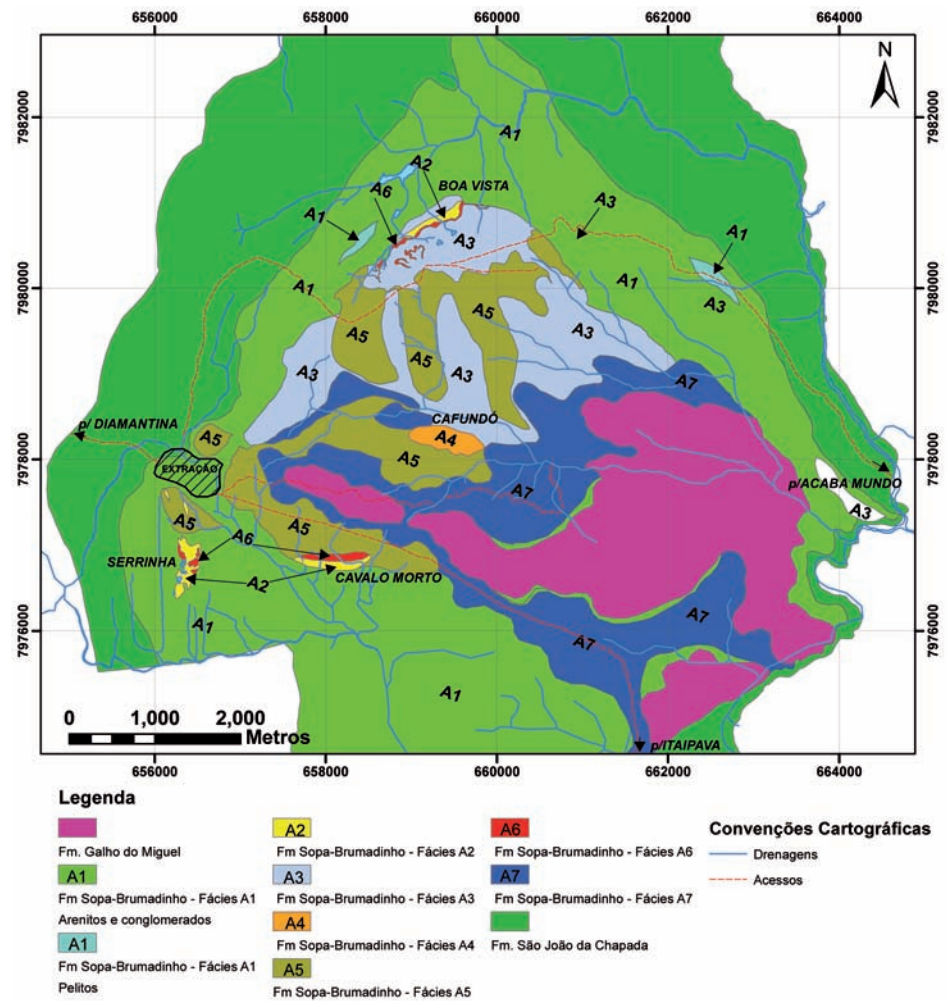 656000 658000 660000 662000 664000
N
7982000 7982000
A1
A2
BOA VISTA
A6
A1 A3 A3 A1
7980000 7980000
A1 A1 A3
A5 A5 A3
A5 A3 A3 A7
CAFUNDÓ
p/ DIAMANTINA A5 A4
7978000 7978000
EXTRAÇÃO A5 p/ACABA MUNDO
A7 A3
A5 A6 A5
SERRINHA CAVALO MORTO
A2
7976000 7976000
A1 A7 A7
A1
0 1,000 2,000
Metros
p/ITAIPAVA
656000 658000 660000 662000 664000
Legenda
Fm. Galho do Miguel
A1
Fm Sopa-Brumadinho - Fácies A1
Arenitos e conglomerados
A1
Fm Sopa-Brumadinho - Fácies A1
Pelitos
A2
Fm Sopa-Brumadinho - Fácies A2
A3
Fm Sopa-Brumadinho - Fácies A3
A4
Fm Sopa-Brumadinho - Fácies A4
A5
Fm Sopa-Brumadinho - Fácies A5
A6
Fm Sopa-Brumadinho - Fácies A6
A7
Fm Sopa-Brumadinho - Fácies A7
Fm. São João da Chapada
Convenções Cartográficas
Drenagens
Acessos